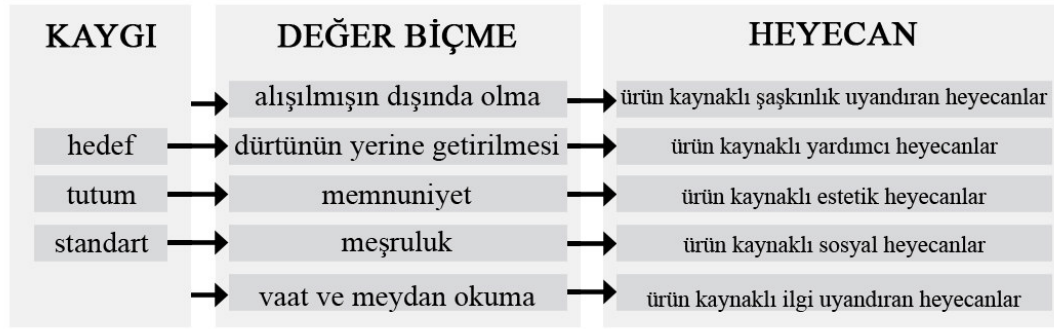 KAYGI DEĞER BİÇME HEYECAN
alışılmışın dışında olma ürün kaynaklı şaşkınlık uyandıran heyecanlar
hedef dürtünün yerine getirilmesi ürün kaynaklı yardımcı heyecanlar
tutum memnuniyet ürün kaynaklı estetik heyecanlar
standart meşruluk ürün kaynaklı sosyal heyecanlar
vaat ve meydan okuma ürün kaynaklı ilgi uyandıran heyecanlar